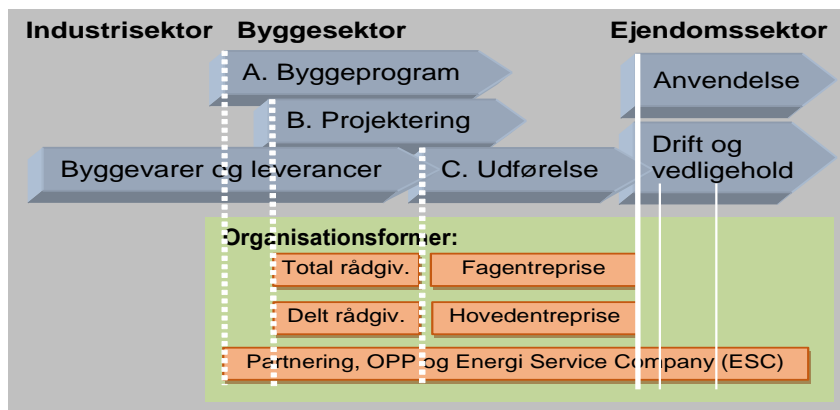 Industrisektor Byggesektor Ejendomssektor
A. Byggeprogram
Anvendelse
B. Projektering
Drift og
vedligehold
Byggevarer og leverancer
C. Udførelse
Organisationsformer:
Total rådgiv.
Fagentreprise
Delt rådgiv.
Hovedentreprise
Partnering, OPP og Energi Service Company (ESC)